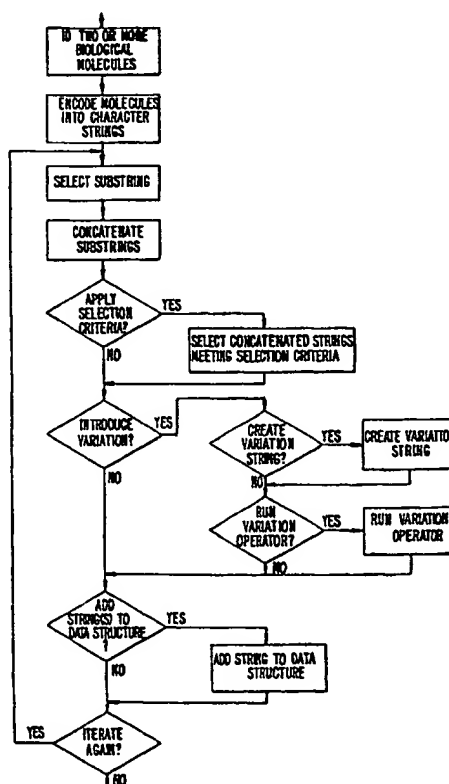 ID TWO OR MORE
BIOLOGICAL
MOLECULES
ENCODE MOLECULES
INTO CHARACTER
STRINGS
SELECT SUBSTRING
CONCATENATE
SUBSTRINGS
APPLY
SELECTION
CRITERIA?
YES
NO
SELECT CONCATENATED STRINGS
MEETING SELECTION CRITERIA
INTRODUCE
VARIATION?
YES
NO
CREATE
VARIATION
STRING?
YES
NO
CREATE VARIATION
STRING
RUN
VARIATION
OPERATOR?
YES
NO
RUN VARIATION
OPERATOR
ADD
STRING(S) TO
DATA STRUCTURE
?
YES
NO
ADD STRING TO DATA
STRUCTURE
YES
ITERATE
AGAIN?
NO